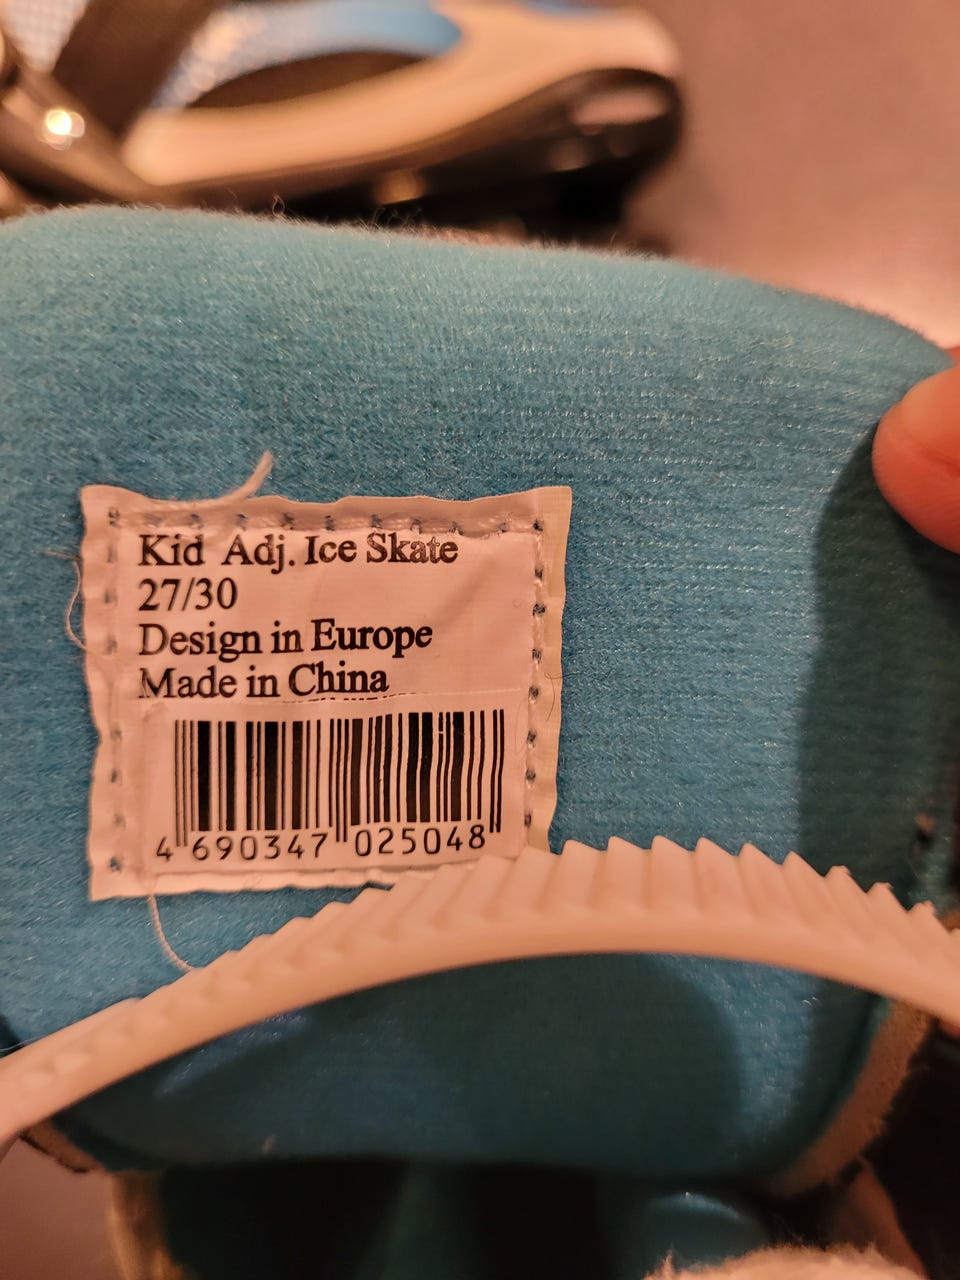 Kid Adj. Ice Skate
27/30
Design in Europe
Made in China
4 690347 025048